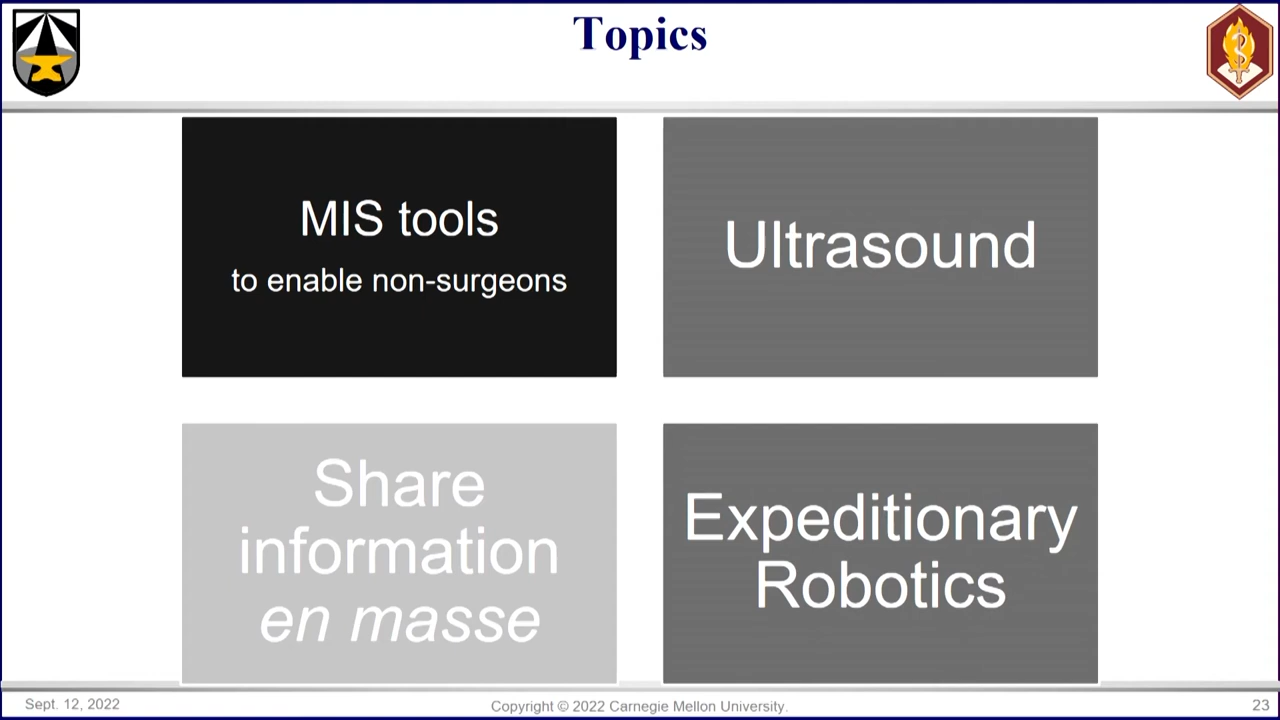 Topics
MIS tools
to enable non-surgeons
Ultrasound
Share
information
en masse
Expeditionary
Robotics
Sept. 12, 2022
Copyright © 2022 Carnegie Mellon University.
23